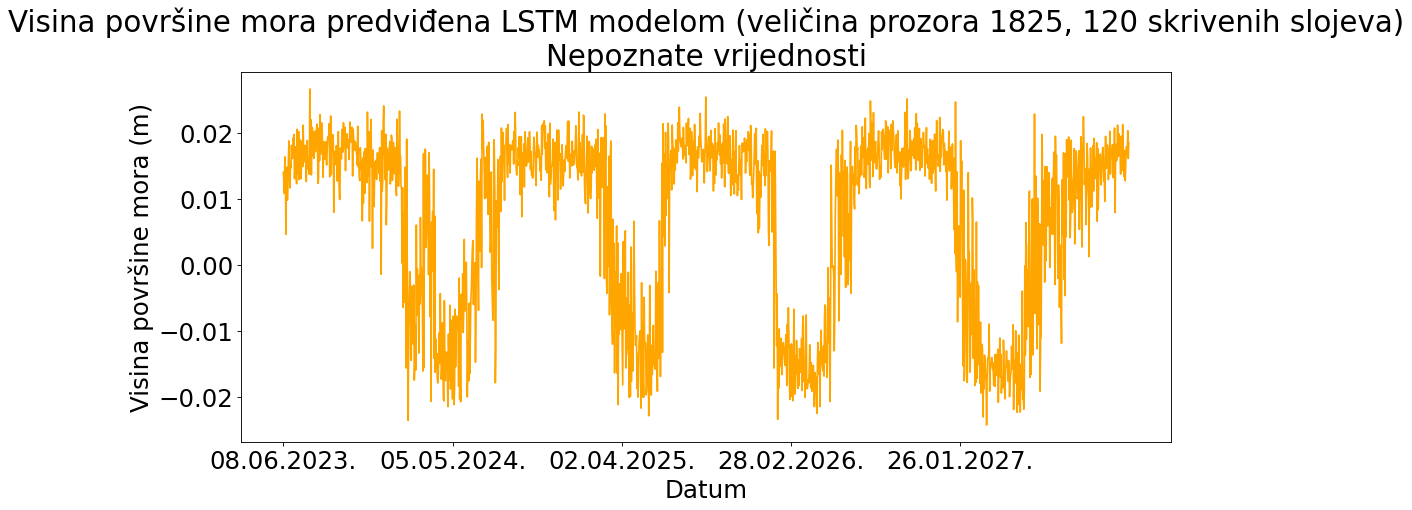 Visina površine mora predviđena LSTM modelom (veličina prozora 1825, 120 skrivenih slojeva)
Nepoznate vrijednosti
Visina površine mora (m)
0.02
0.01
0.00
−0.01
−0.02
08.06.2023. 05.05.2024. 02.04.2025. 28.02.2026. 26.01.2027.
Datum